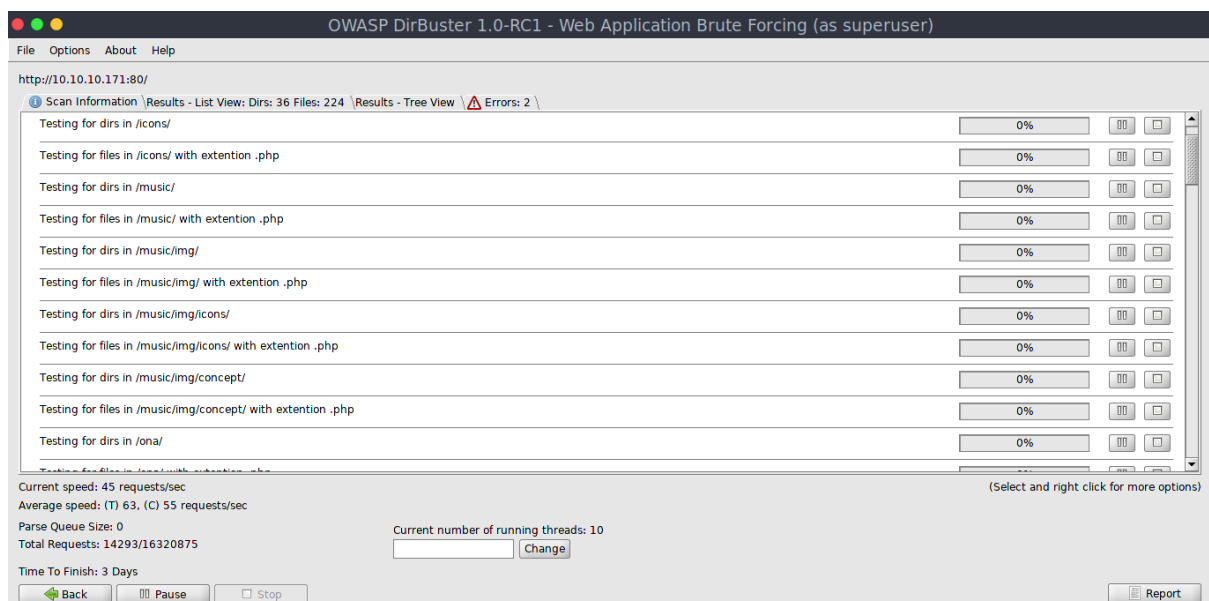 OWASP DirBuster 1.0-RC1 - Web Application Brute Forcing (as superuser)
File Options About Help
http://10.10.10.171:80/
Scan Information Results - List View: Dirs: 36 Files: 224 Results - Tree View Errors: 2
Testing for dirs in /icons/ 0%
Testing for files in /icons/ with extention .php 0%
Testing for dirs in /music/ 0%
Testing for files in /music/ with extention .php 0%
Testing for dirs in /music/img/ 0%
Testing for files in /music/img/ with extention .php 0%
Testing for dirs in /music/img/icons/ 0%
Testing for files in /music/img/icons/ with extention .php 0%
Testing for dirs in /music/img/concept/ 0%
Testing for files in /music/img/concept/ with extention .php 0%
Testing for dirs in /ona/ 0%
Testing for files in /ona/ with extention .php
Current speed: 45 requests/sec (Select and right click for more options)
Average speed: (T) 63, (C) 55 requests/sec
Parse Queue Size: 0
Current number of running threads: 10
Total Requests: 14293/16320875
Change
Time To Finish: 3 Days
Back Pause Stop Report